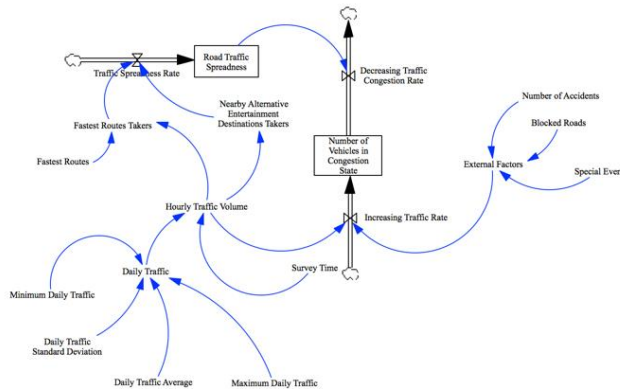 Road Traffic
Spreadness
Traffic Spreadness Rate
Decreasing Traffic
Congestion Rate
Nearby Alternative
Entertainment
Destinations Takers
Fastest Routes Takers
Fastest Routes
Number of Accidents
Blocked Roads
Number of
Vehicles in
Congestion
State
External Factors
Special Ever
Hourly Traffic Volume
Increasing Traffic Rate
Survey Time
Daily Traffic
Minimum Daily Traffic
Daily Traffic
Standard Deviation
Daily Traffic Average
Maximum Daily Traffic